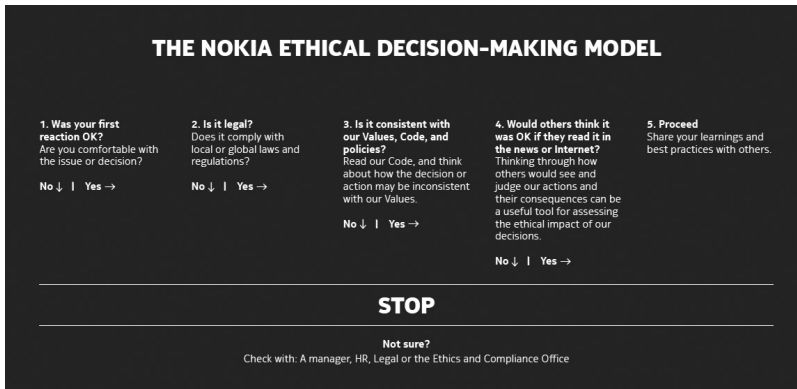 THE NOKIA ETHICAL DECISION-MAKING MODEL
1. Was your first
reaction OK?
Are you comfortable with
the issue or decision?
No ↓ | Yes →
2. Is it legal?
Does it comply with
local or global laws and
regulations?
No ↓ | Yes →
3. Is it consistent with
our Values, Code, and
policies?
Read our Code, and think
about how the decision or
action may be inconsistent
with our Values.
No ↓ | Yes →
4. Would others think it
was OK if they read it in
the news or Internet?
Thinking through how
others would see and
judge our actions and
their consequences can be
a useful tool for assessing
the ethical impact of our
decisions.
No ↓ | Yes →
5. Proceed
Share your learnings and
best practices with others.
STOP
Not sure?
Check with: A manager, HR, Legal or the Ethics and Compliance Office